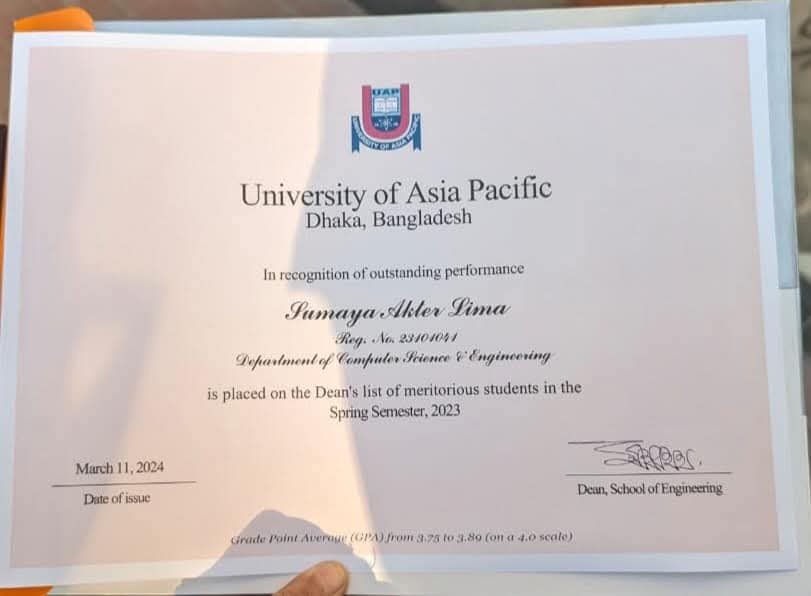 UAP
UNIVERSITY OF ASIA PACIFIC
University of Asia Pacific
Dhaka, Bangladesh
In recognition of outstanding performance
Sumaya Akter Lima
Reg. No. 23101041
Department of Computer Science & Engineering
is placed on the Dean's list of meritorious students in the
Spring Semester, 2023
March 11, 2024
Date of issue
Dean, School of Engineering
Grade Point Average (GPA) from 3.75 to 3.89 (on a 4.0 scale)